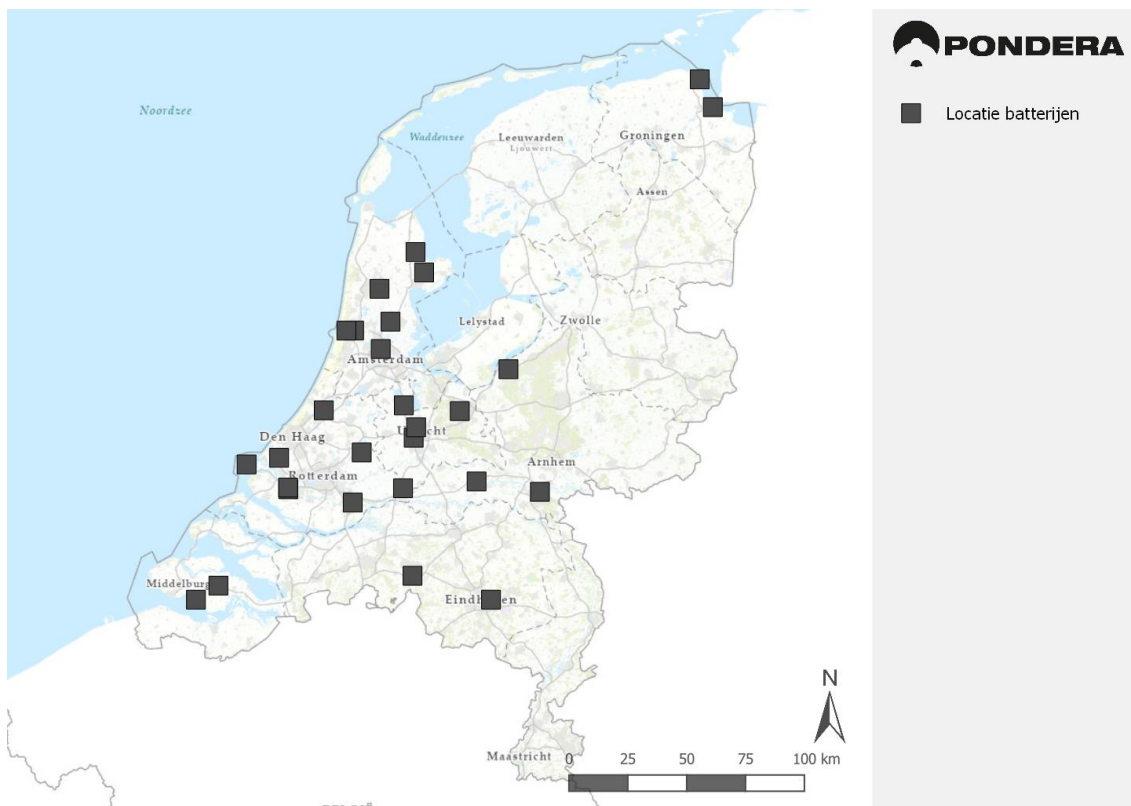 PONDERA
Locatie batterijen
Noordzee
Waddenzee
Leeuwarden
Ljouwert
Groningen
Assen
Lelystad
Zwolle
Amsterdam
Den Haag
Rotterdam
Arnhem
Middelburg
Maastricht
N
0 25 50 75 100 km